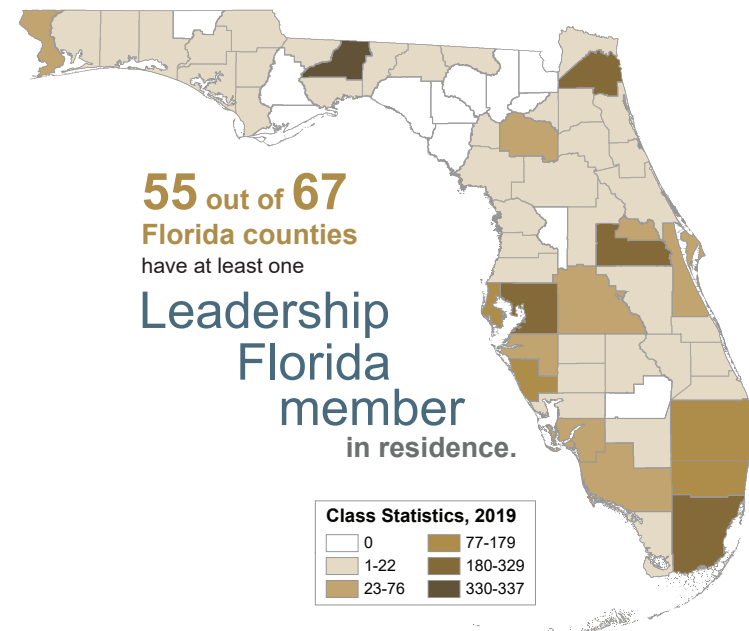 55 out of 67
Florida counties
have at least one
Leadership
Florida
member
in residence.
Class Statistics, 2019
0
77-179
1-22
180-329
23-76
330-337